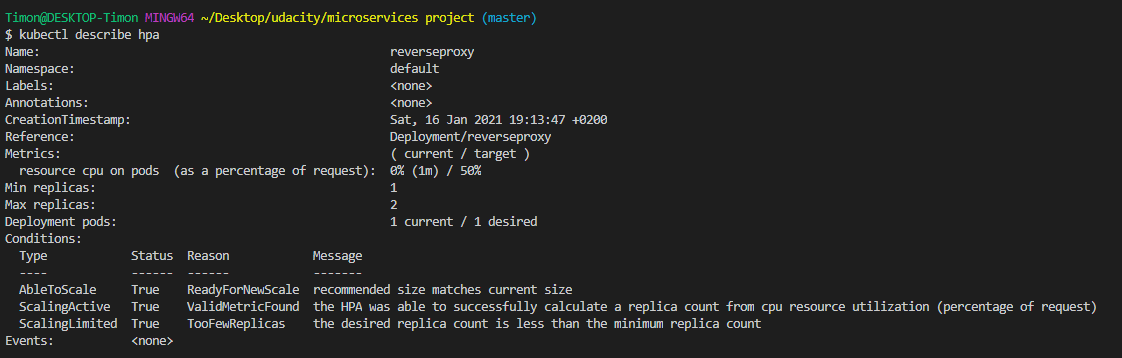 Timon@DESKTOP-Timon MINGW64 ~/Desktop/udacity/microservices project (master)
$ kubectl describe hpa
Name: reverseproxy
Namespace: default
Labels: <none>
Annotations: <none>
CreationTimestamp: Sat, 16 Jan 2021 19:13:47 +0200
Reference: Deployment/reverseproxy
Metrics: ( current / target )
resource cpu on pods (as a percentage of request): 0% (1m) / 50%
Min replicas: 1
Max replicas: 2
Deployment pods: 1 current / 1 desired
Conditions:
Type Status Reason Message
---- ------ ------ -------
AbleToScale True ReadyForNewScale recommended size matches current size
ScalingActive True ValidMetricFound the HPA was able to successfully calculate a replica count from cpu resource utilization (percentage of request)
ScalingLimited True TooFewReplicas the desired replica count is less than the minimum replica count
Events: <none>